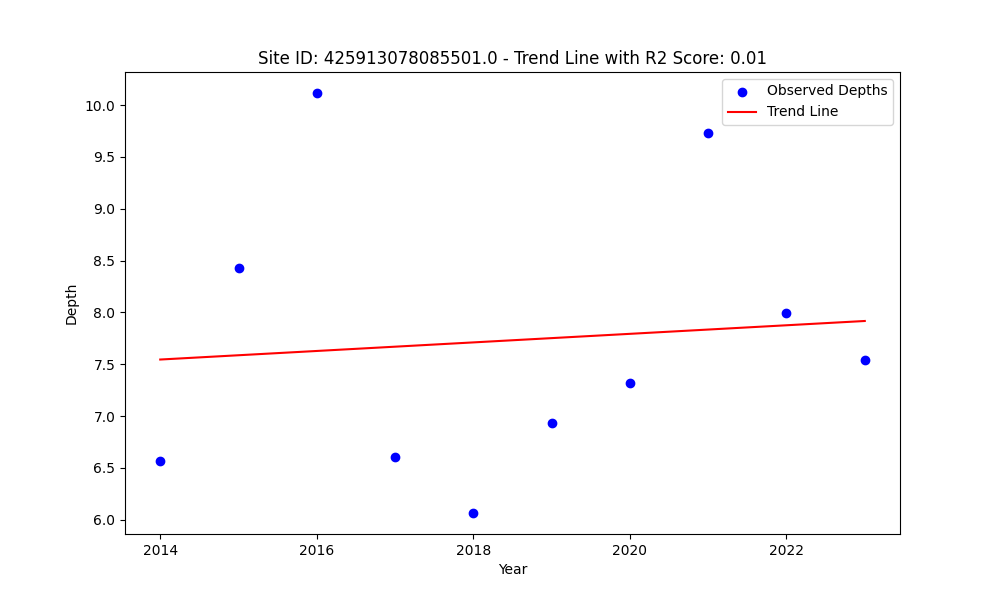 Site ID: 425913078085501.0 - Trend Line with R2 Score: 0.01
Observed Depths
Trend Line
10.0
9.5
9.0
8.5
8.0
7.5
7.0
6.5
6.0
Depth
2014
2016
2018
2020
2022
Year